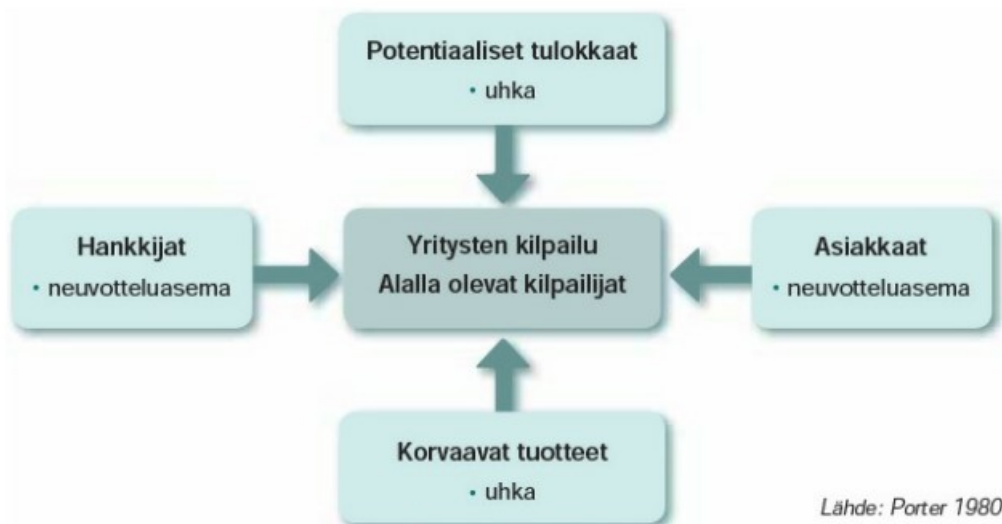 Potentiaaliset tulokkaat
• uhka
Hankkijat
• neuvotteluasema
Yritysten kilpailu
Alalla olevat kilpailijat
Asiakkaat
• neuvotteluasema
Korvaavat tuotteet
• uhka
Lähde: Porter 1980